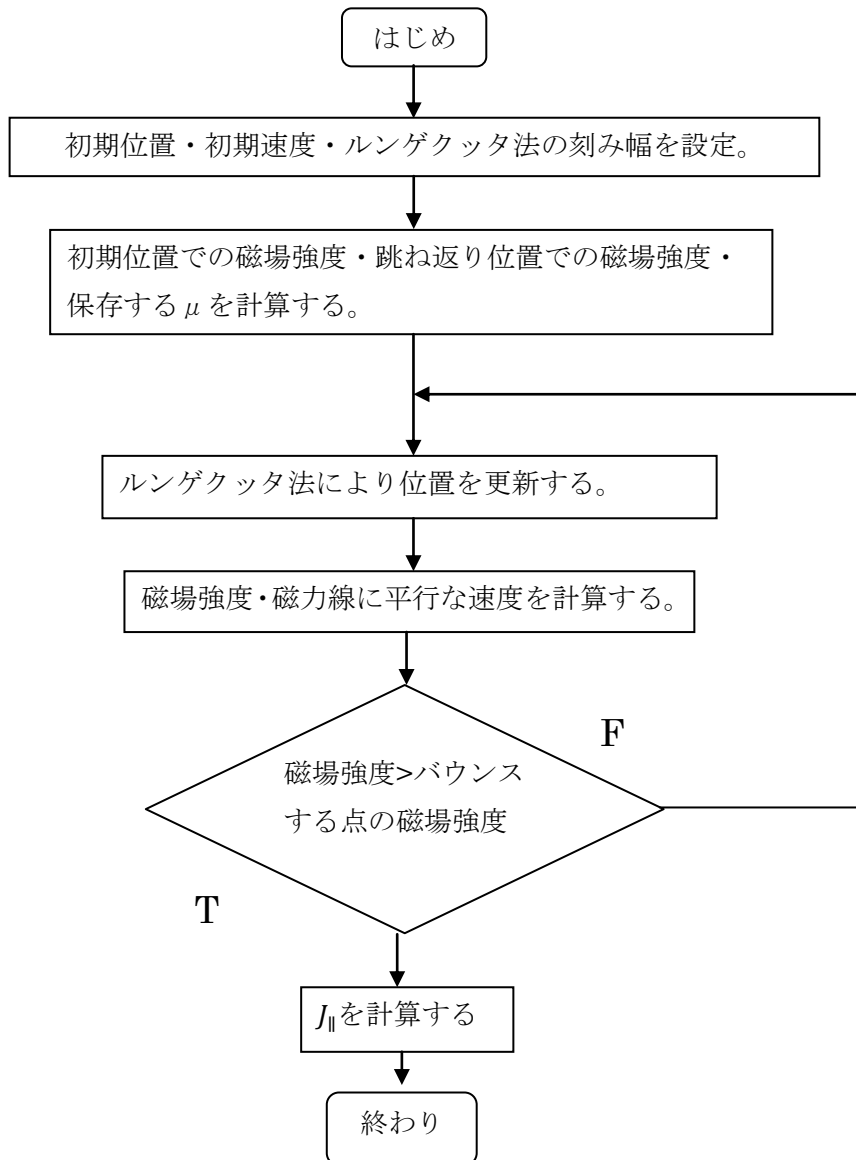 はじめ
初期位置・初期速度・ルンゲクッタ法の刻み幅を設定。
初期位置での磁場強度・跳ね返り位置での磁場強度・
保存するμを計算する。
ルンゲクッタ法により位置を更新する。
磁場強度・磁力線に平行な速度を計算する。
F
磁場強度>バウンス
する点の磁場強度
T
J∥を計算する
終わり